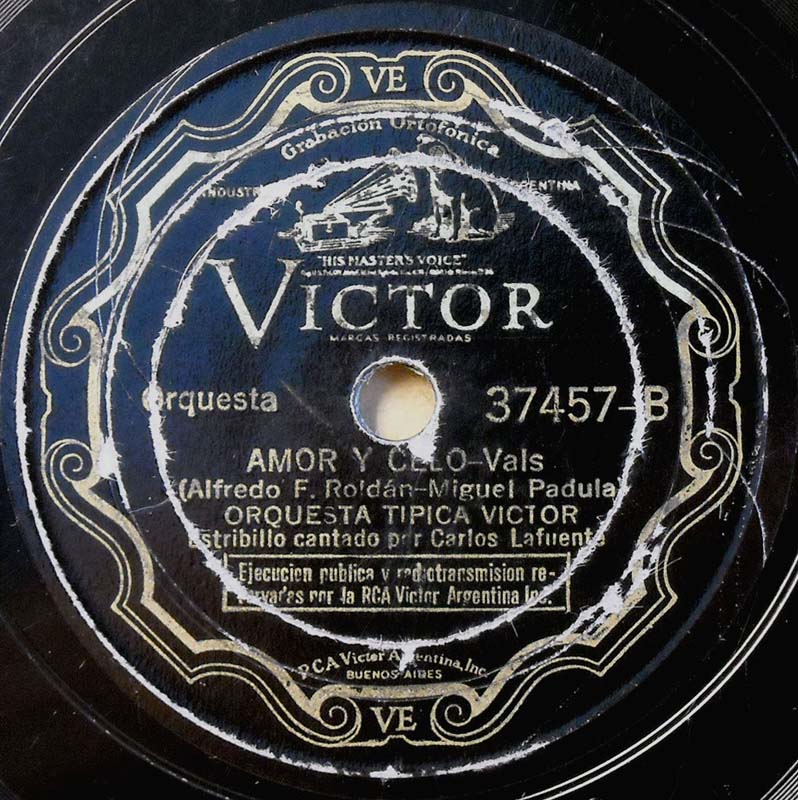 VE
Grabación Ortofónica
"HIS MASTER'S VOICE"
VICTOR
MARCAS REGISTRADAS
Orquesta
37457-B
AMOR Y CELO-Vals
(Alfredo F. Roldán-Miguel Padula)
ORQUESTA TIPICA VICTOR
Estribillo cantado por Carlos Lafuente
Ejecucion publica y radiotransmision re-
servadas por la RCA Victor Argentina Inc.
RCA Victor Argentina, Inc.
BUENOS AIRES
VE